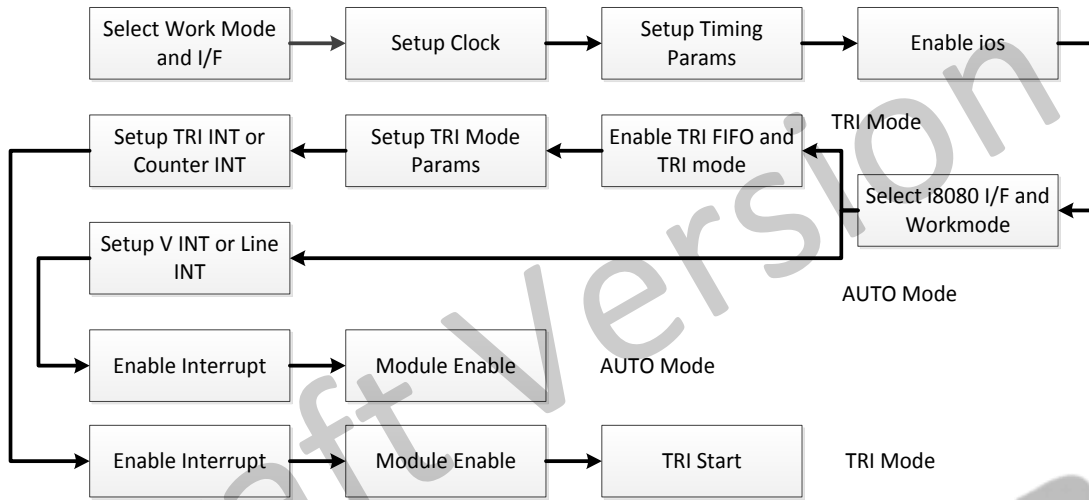 Select Work Mode
and I/F
Setup Clock
Setup Timing
Params
Enable ios
Setup TRI INT or
Counter INT
Setup TRI Mode
Params
Enable TRI FIFO and
TRI mode
TRI Mode
Select i8080 I/F and
Workmode
Setup V INT or Line
INT
AUTO Mode
Enable Interrupt
Module Enable
AUTO Mode
Enable Interrupt
Module Enable
TRI Start
TRI Mode
Version